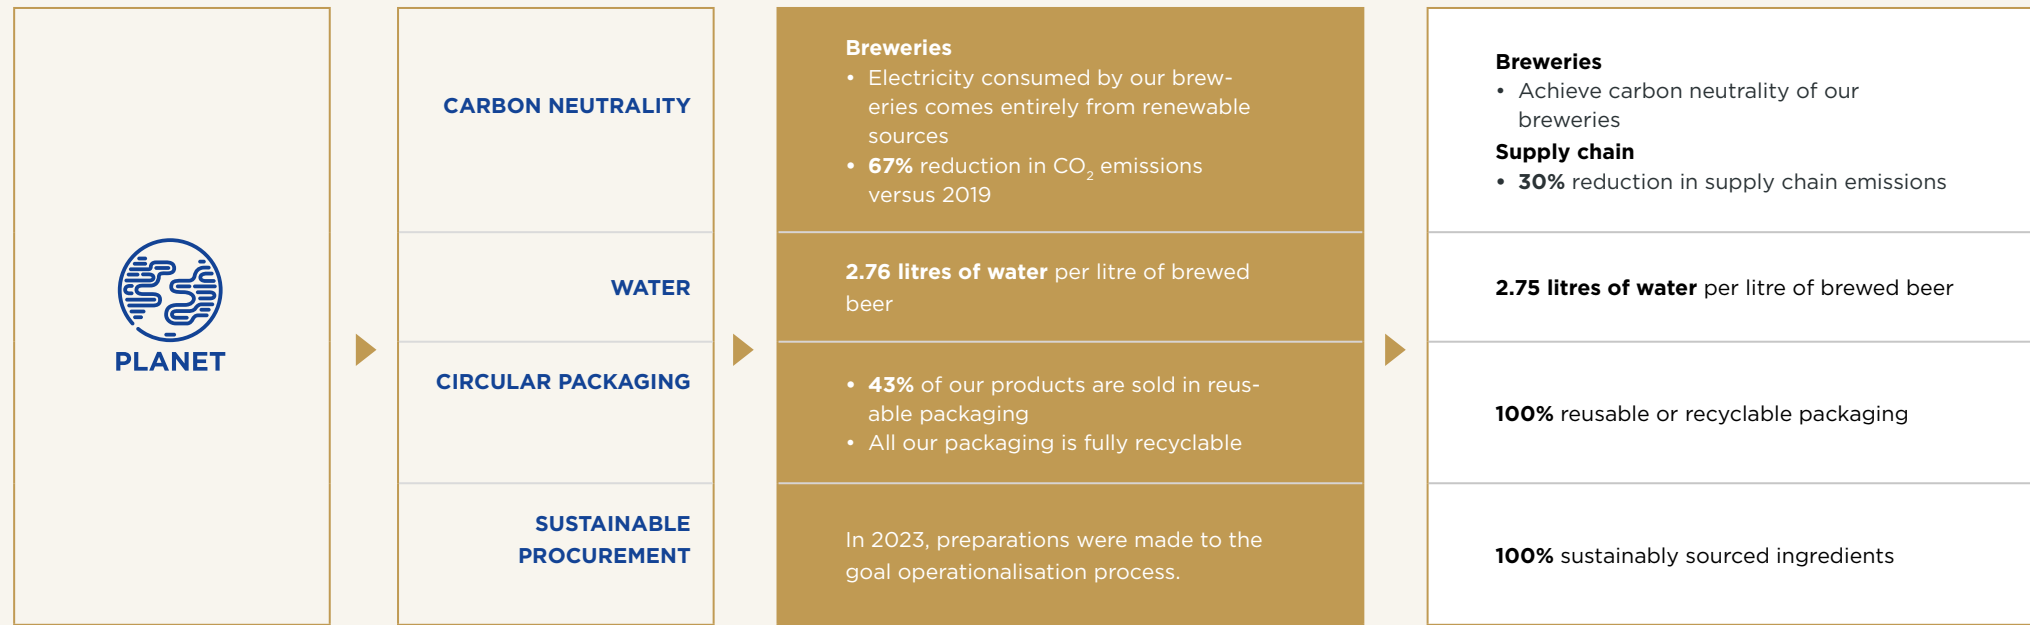 PLANET
CARBON NEUTRALITY
Breweries
• Electricity consumed by our brew-
eries comes entirely from renewable
sources
• 67% reduction in CO2 emissions
versus 2019
Breweries
• Achieve carbon neutrality of our
breweries
Supply chain
• 30% reduction in supply chain emissions
WATER
2.76 litres of water per litre of brewed
beer
2.75 litres of water per litre of brewed beer
CIRCULAR PACKAGING
• 43% of our products are sold in reus-
able packaging
• All our packaging is fully recyclable
100% reusable or recyclable packaging
SUSTAINABLE
PROCUREMENT
In 2023, preparations were made to the
goal operationalisation process.
100% sustainably sourced ingredients